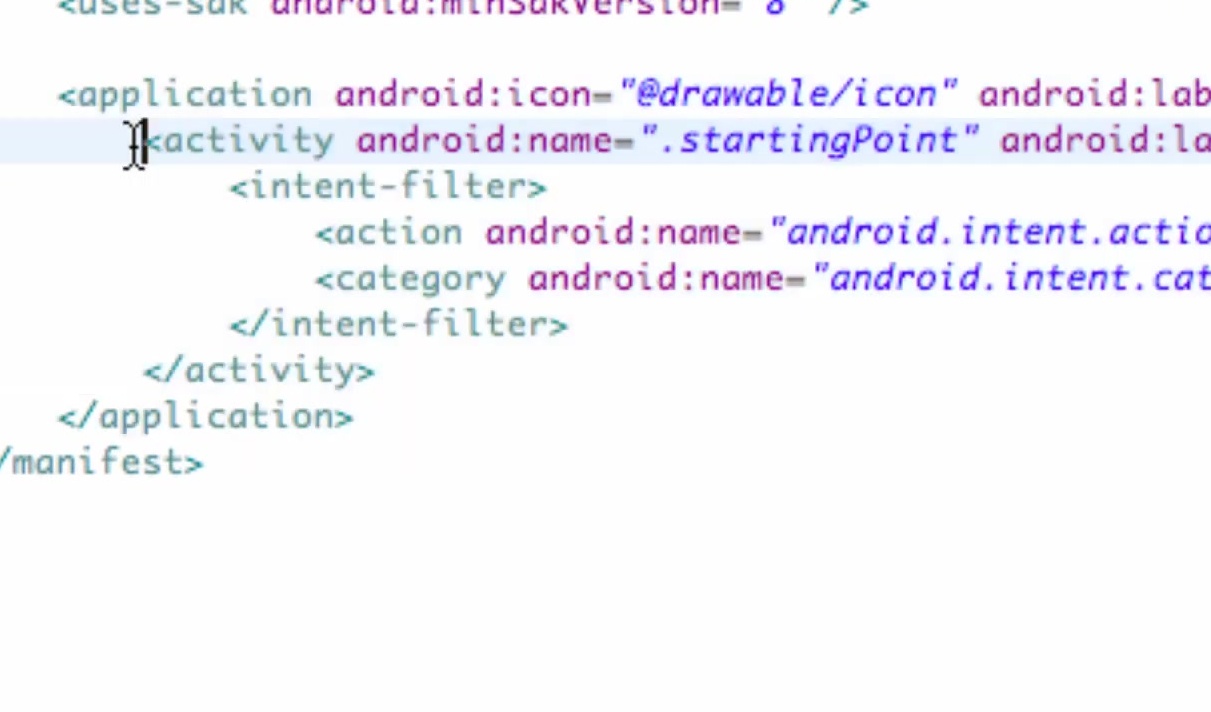 <uses-sdk android:minSdkVersion="8" />
<application android:icon="@drawable/icon" android:lab
<activity android:name=".startingPoint" android:la
<intent-filter>
<action android:name="android.intent.actio
<category android:name="android.intent.cat
</intent-filter>
</activity>
</application>
/manifest>